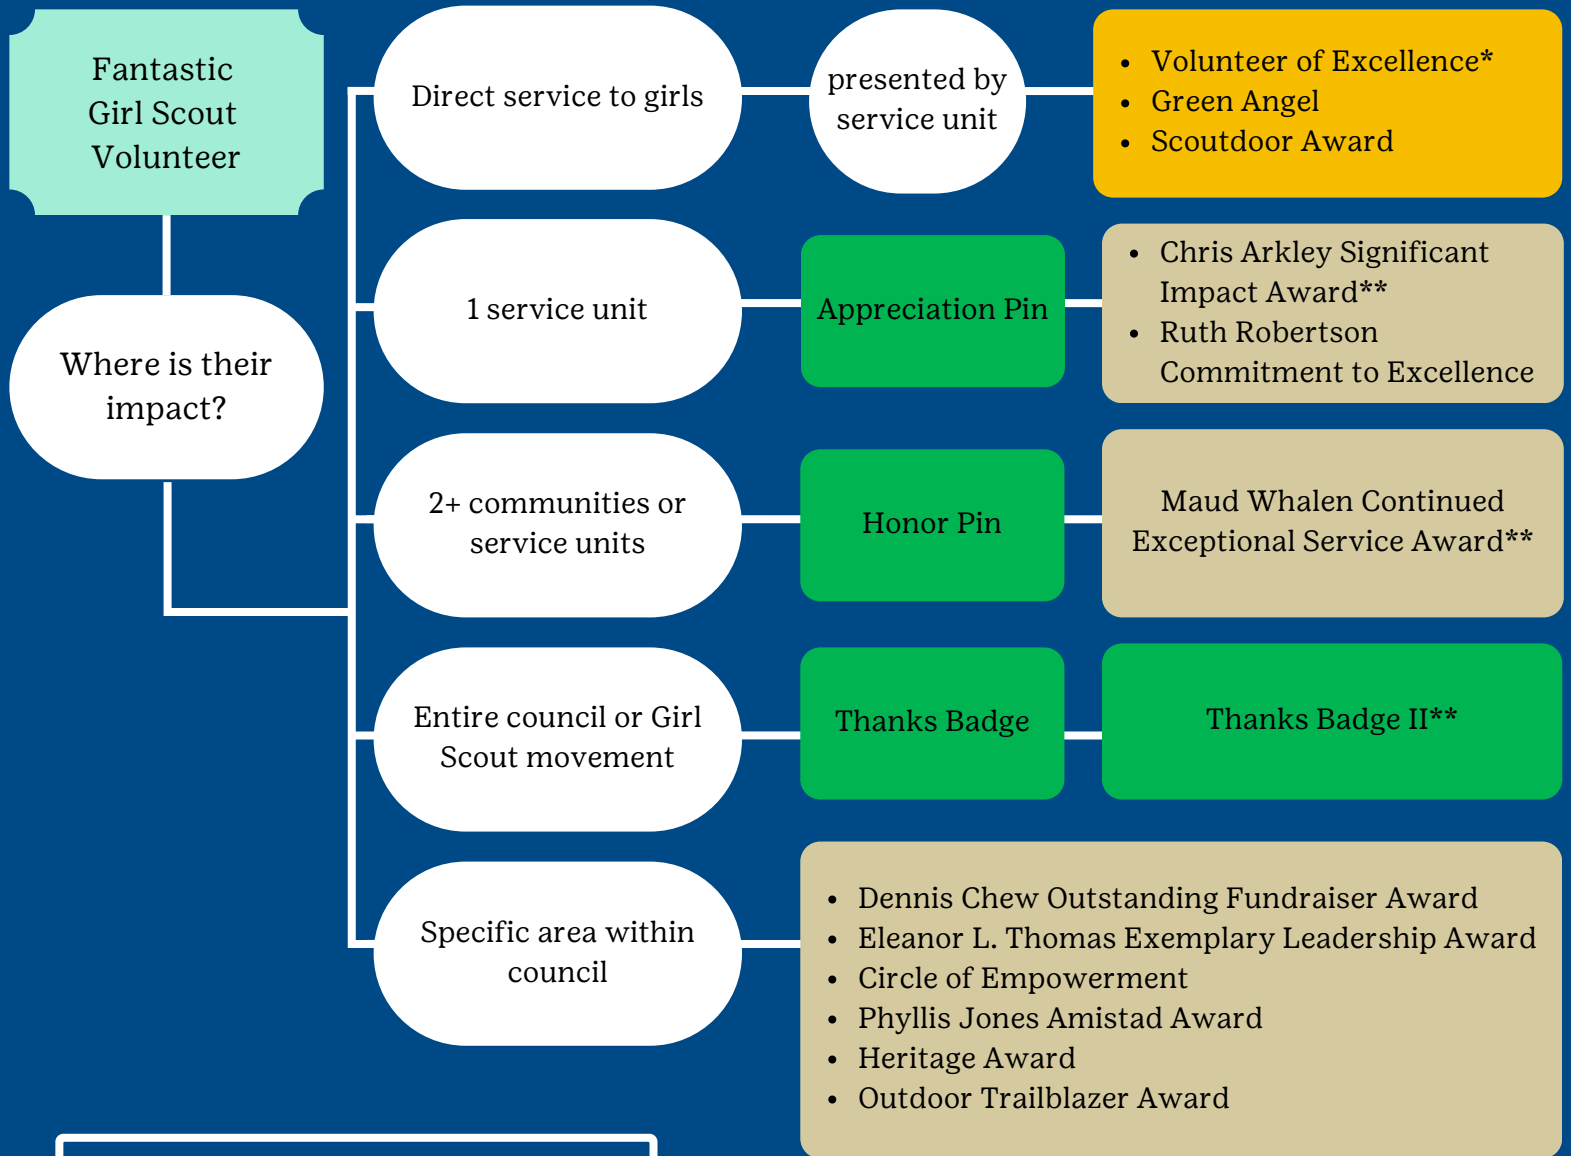 Fantastic
Girl Scout
Volunteer
Where is their
impact?
Direct service to girls
presented by
service unit
• Volunteer of Excellence*
• Green Angel
• Scoutdoor Award
1 service unit
Appreciation Pin
• Chris Arkley Significant
Impact Award**
• Ruth Robertson
Commitment to Excellence
2+ communities or
service units
Honor Pin
Maud Whalen Continued
Exceptional Service Award**
Entire council or Girl
Scout movement
Thanks Badge
Thanks Badge II**
Specific area within
council
• Dennis Chew Outstanding Fundraiser Award
• Eleanor L. Thomas Exemplary Leadership Award
• Circle of Empowerment
• Phyllis Jones Amistad Award
• Heritage Award
• Outdoor Trailblazer Award